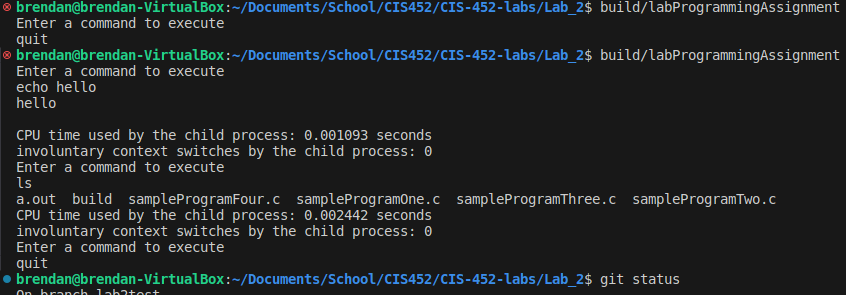 brendan@brendan-VirtualBox:~/Documents/School/CIS452/CIS-452-labs/Lab_2$ build/labProgrammingAssignment
Enter a command to execute
quit
brendan@brendan-VirtualBox:~/Documents/School/CIS452/CIS-452-labs/Lab_2$ build/labProgrammingAssignment
Enter a command to execute
echo hello
hello

CPU time used by the child process: 0.001093 seconds
involuntary context switches by the child process: 0
Enter a command to execute
ls
a.out  build  sampleProgramFour.c  sampleProgramOne.c  sampleProgramThree.c  sampleProgramTwo.c
CPU time used by the child process: 0.002442 seconds
involuntary context switches by the child process: 0
Enter a command to execute
quit
brendan@brendan-VirtualBox:~/Documents/School/CIS452/CIS-452-labs/Lab_2$ git status
On branch lab2test